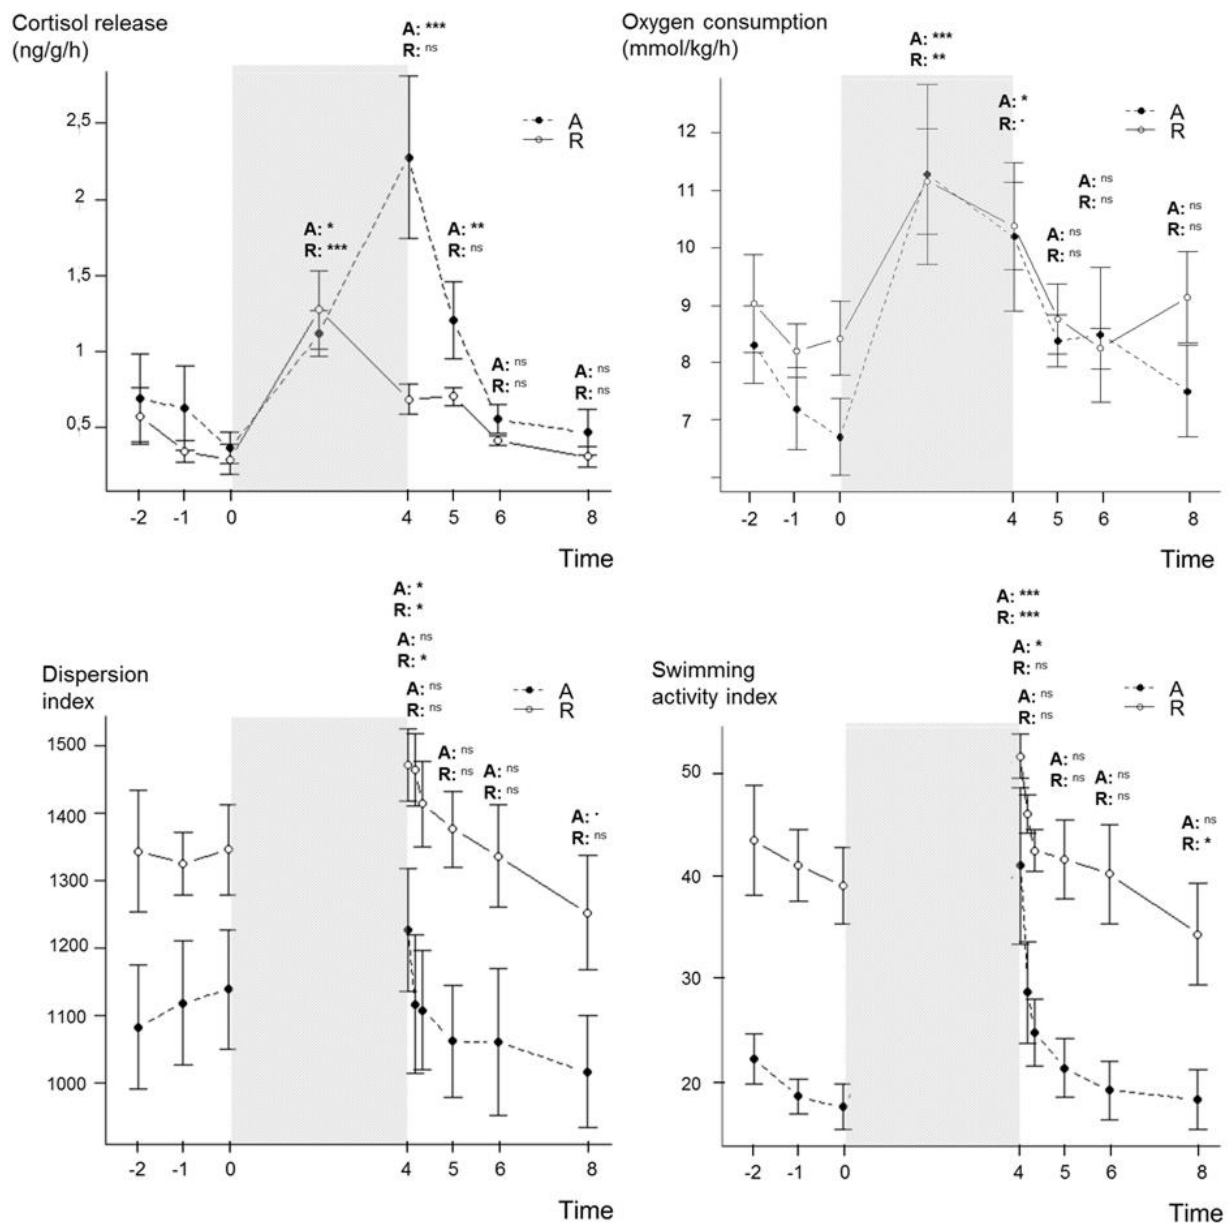 Cortisol release
(ng/g/h)
A: ***
R: ns
A
R
2,5
2
1,5
1
0,5
A: *
R: ***
A: **
R: ns
A: ns
R: ns
A: ns
R: ns
-2 -1 0 4 5 6 8
Time
Oxygen consumption
(mmol/kg/h)
A: ***
R: **
A: *
R: ·
A
R
12
11
10
9
8
7
A: ns
R: ns
A: ns
R: ns
A: ns
R: ns
-2 -1 0 4 5 6 8
Time
Dispersion
index
A: *
R: *
A: ns
R: *
A: ns
R: ns
A
R
1500
1400
1300
1200
1100
1000
A: ns
R: ns
A: ns
R: ns
A: ·
R: ns
-2 -1 0 4 5 6 8
Time
Swimming
activity index
A: ***
R: ***
A: *
R: ns
A: ns
R: ns
A
R
50
40
30
20
A: ns
R: ns
A: ns
R: ns
A: ns
R: *
-2 -1 0 4 5 6 8
Time